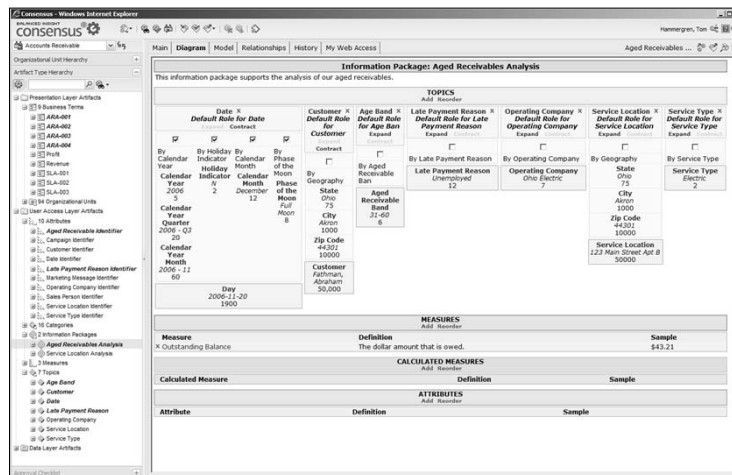 Consensus - Windows Internet Explorer
BALANCED INSIGHT
consensus
Hammergren, Tom
Accounts Receivable
Main Diagram Model Relationships History My Web Access
Aged Receivables ...
Organizational Unit Hierarchy
Artifact Type Hierarchy
Presentation Layer Artifacts
9 Business Terms
ARA-001
ARA-002
ARA-003
ARA-004
Profit
Revenue
SLA-001
SLA-002
SLA-003
94 Organizational Units
User Access Layer Artifacts
10 Attributes
Aged Receivable Identifier
Campaign Identifier
Customer Identifier
Date Identifier
Late Payment Reason Identifier
Marketing Message Identifier
Operating Company Identifier
Sales Person Identifier
Service Location Identifier
Service Type Identifier
16 Categories
2 Information Packages
Aged Receivables Analysis
Service Location Analysis
3 Measures
7 Topics
Age Band
Customer
Date
Late Payment Reason
Operating Company
Service Location
Service Type
Data Layer Artifacts
Approval Checklist
Information Package: Aged Receivables Analysis
This information package supports the analysis of our aged receivables.
TOPICS
Add Reorder
Date ×
Default Role for Date
Expand Contract
By Calendar Year
Calendar Year
2006
5
Calendar Year Quarter
2006 - Q3
20
Calendar Year Month
2006 - 11
60
By Holiday Indicator
Holiday Indicator
N
2
By Calendar Month
Calendar Month
December
12
By Phase of the Moon
Phase of the Moon
Full Moon
8
Day
2006-11-20
1900
Customer ×
Default Role for Customer
Expand
Contract
By Geography
State
Ohio
75
City
Akron
1000
Zip Code
44301
10000
Customer
Fathman, Abraham
50,000
Age Band ×
Default Role for Age Ban
Expand
Contract
By Aged Receivable Ban
Aged Receivable Band
31-60
6
Late Payment Reason ×
Default Role for Late Payment Reason
Expand Contract
By Late Payment Reason
Late Payment Reason
Unemployed
12
Operating Company ×
Default Role for Operating Company
Expand Contract
By Operating Company
Operating Company
Ohio Electric
7
Service Location ×
Default Role for Service Location
Expand Contract
By Geography
State
Ohio
75
City
Akron
1000
Zip Code
44301
10000
Service Location
123 Main Street Apt B
50000
Service Type ×
Default Role for Service Type
Expand Contract
By Service Type
Service Type
Electric
2
MEASURES
Add Reorder
Measure Definition Sample
× Outstanding Balance The dollar amount that is owed. $43.21
CALCULATED MEASURES
Add Reorder
Calculated Measure Definition Sample
ATTRIBUTES
Add Reorder
Attribute Definition Sample